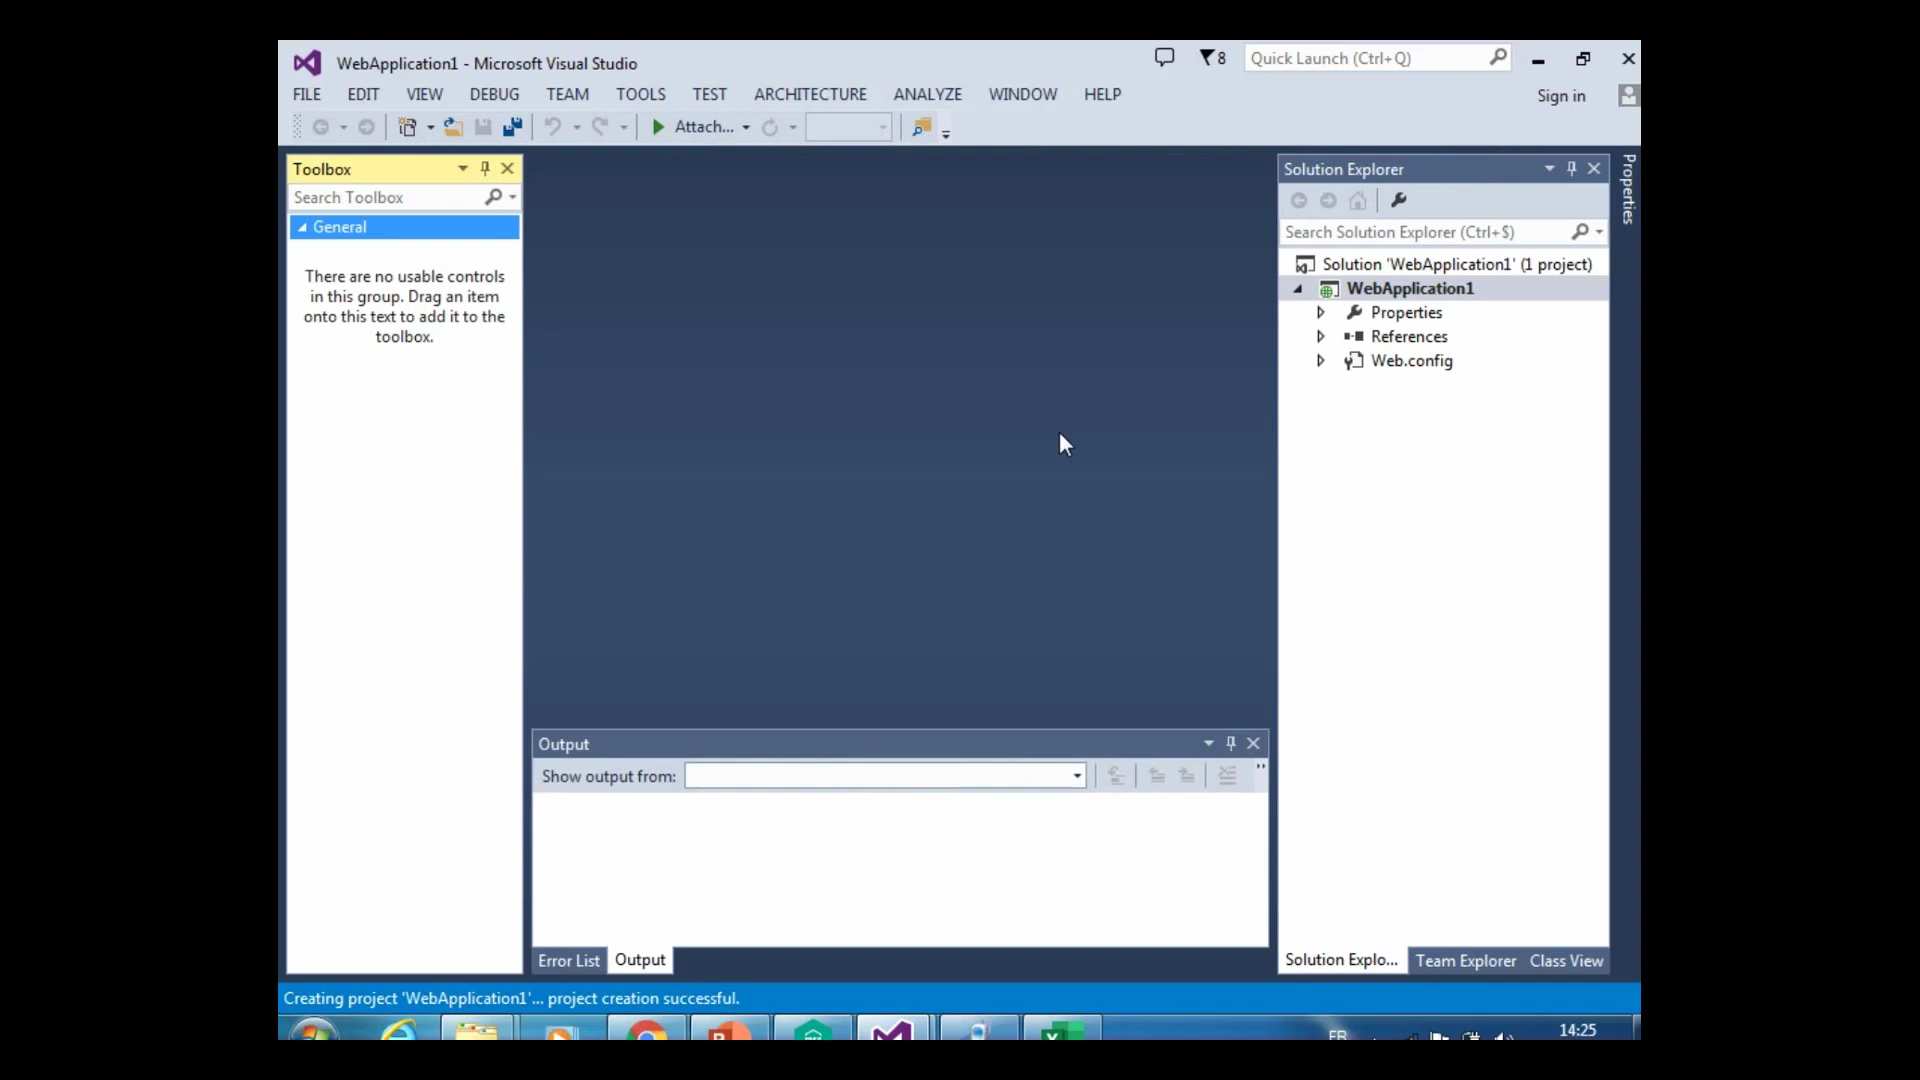 WebApplication1 - Microsoft Visual Studio
8
Quick Launch (Ctrl+Q)
FILE EDIT VIEW DEBUG TEAM TOOLS TEST ARCHITECTURE ANALYZE WINDOW HELP
Sign in
Attach...
Toolbox
Search Toolbox
General
There are no usable controls
in this group. Drag an item
onto this text to add it to the
toolbox.
Output
Show output from:
Error List Output
Solution Explorer
Search Solution Explorer (Ctrl+$)
Solution 'WebApplication1' (1 project)
WebApplication1
Properties
References
Web.config
Solution Explo... Team Explorer Class View
Properties
Creating project 'WebApplication1'... project creation successful.
FR
14:25